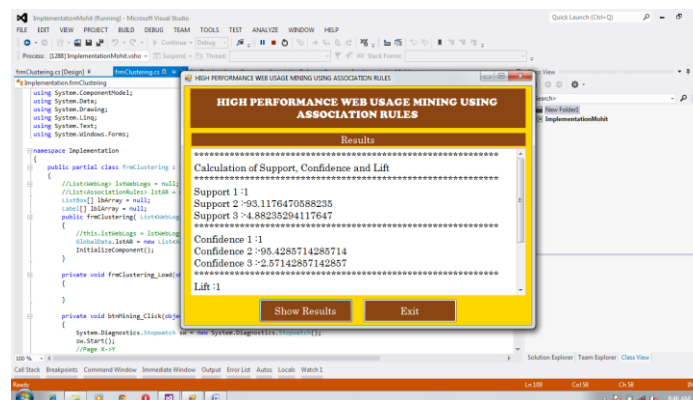 ImplementationMohit (Running) - Microsoft Visual Studio
Quick Launch (Ctrl+Q)
FILE EDIT VIEW PROJECT BUILD DEBUG TEAM TOOLS TEST ANALYZE WINDOW HELP
Continue
Debug
Process: [1288] ImplementationMohit.vsho
Suspend
Thread:
Stack Frame
frmClustering.cs [Design]
frmClustering.cs
Implementation.frmClustering
using System.ComponentModel;
using System.Data;
using System.Drawing;
using System.Linq;
using System.Text;
using System.Windows.Forms;
namespace Implementation
{
public partial class frmClustering :
{
//List<WebLog> lstWebLogs = null;
//List<AssociationRules> lstAR =
ListBox[] lbArray = null;
Label[] lblArray = null;
public frmClustering( List<WebLog
{
//this.lstWebLogs = lstWebLogs
GlobalData.lstAR = new List<A
InitializeComponent();
}
private void frmClustering_Load(ob
{
}
private void btnMining_Click(obje
{
System.Diagnostics.Stopwatch sw = new System.Diagnostics.Stopwatch();
sw.Start();
//Page X->Y
HIGH PERFORMANCE WEB USAGE MINING USING ASSOCIATION RULES
HIGH PERFORMANCE WEB USAGE MINING USING
ASSOCIATION RULES
Results
Calculation of Support, Confidence and Lift
Support 1 :1
Support 2 :-93.1176470588235
Support 3 :-4.88235294117647
Confidence 1 :1
Confidence 2 :-95.4285714285714
Confidence 3 :-2.57142857142857
Lift :1
Show Results
Exit
View
Search>
New Folder1
ImplementationMohit
100 %
Solution Explorer Team Explorer Class View
Call Stack Breakpoints Command Window Immediate Window Output Error List Autos Locals Watch 1
Ready
Ln 109
Col 58
Ch 58
9:46 AM